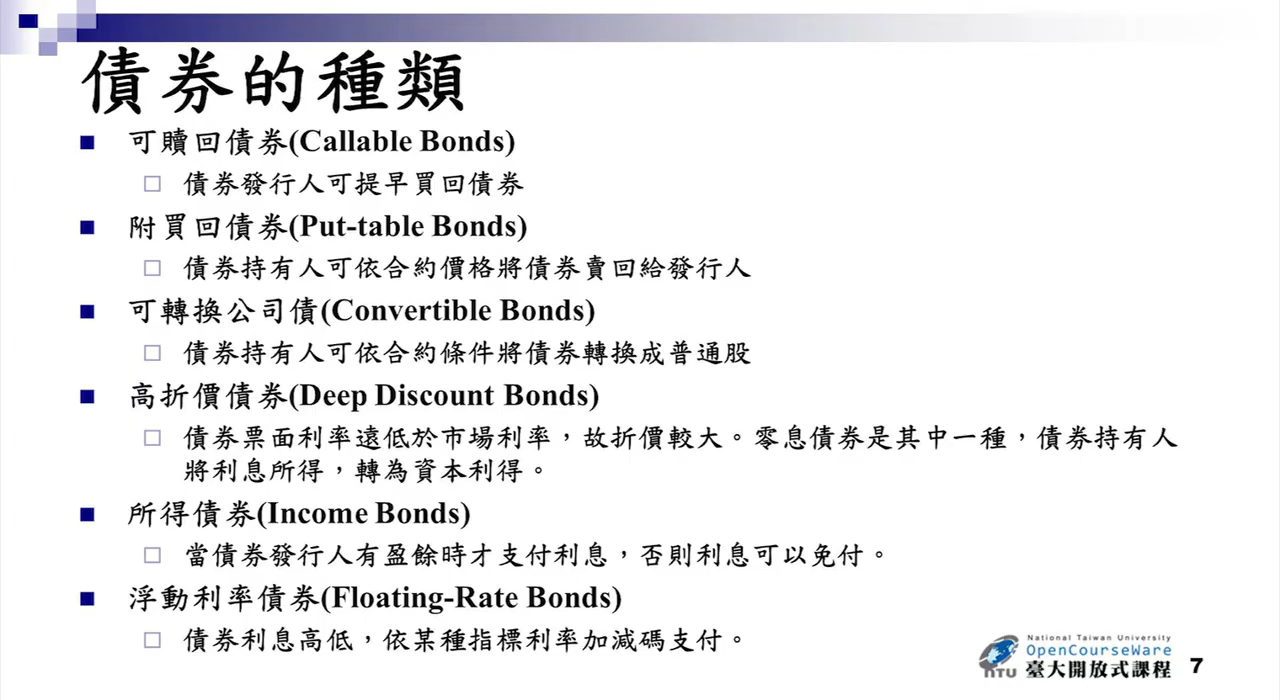 債券的種類
可贖回債券(Callable Bonds)
債券發行人可提早買回債券
附買回債券(Put-table Bonds)
債券持有人可依合約價格將債券賣回給發行人
可轉換公司債(Convertible Bonds)
債券持有人可依合約條件將債券轉換成普通股
高折價債券(Deep Discount Bonds)
債券票面利率遠低於市場利率，故折價較大。零息債券是其中一種，債券持有人
將利息所得，轉為資本利得。
所得債券(Income Bonds)
當債券發行人有盈餘時才支付利息，否則利息可以免付。
浮動利率債券(Floating-Rate Bonds)
債券利息高低，依某種指標利率加減碼支付。
National Taiwan University
OpenCourseWare
NTU 臺大開放式課程 7